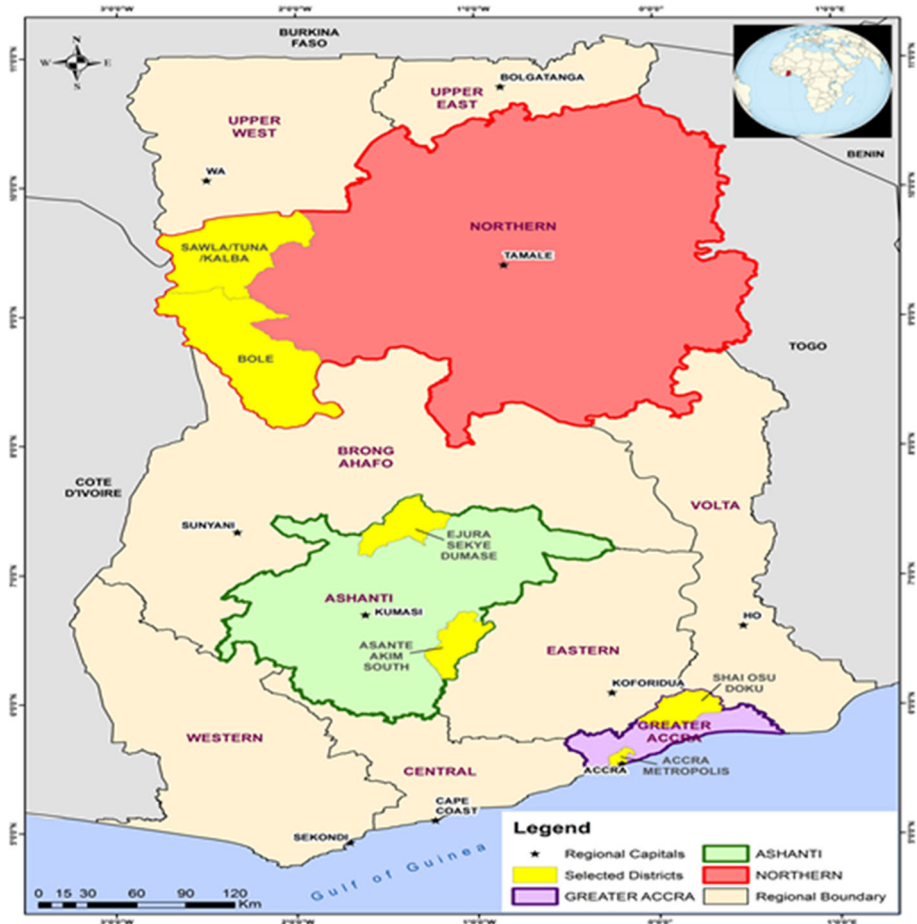 BURKINA
FASO
N
W
E
S
BOLGATANGA
UPPER
EAST
UPPER
WEST
BENIN
WA
NORTHERN
SAWLA/TUNA
/KALBA
TAMALE
TOGO
BOLE
BRONG
AHAFO
COTE
D'IVOIRE
VOLTA
SUNYANI
EJURA
SEKYE
DUMASE
ASHANTI
KUMASI
HO
ASANTE
AKIM
SOUTH
EASTERN
KOFORIDUA
SHAI OSU
DOKU
GREATER
ACCRA
WESTERN
ACCRA
METROPOLIS
ACCRA
CENTRAL
CAPE
COAST
SEKONDI
Gulf of Guinea
Legend
Regional Capitals
Selected Districts
GREATER ACCRA
ASHANTI
NORTHERN
Regional Boundary
0 15 30 60 90 120
Km